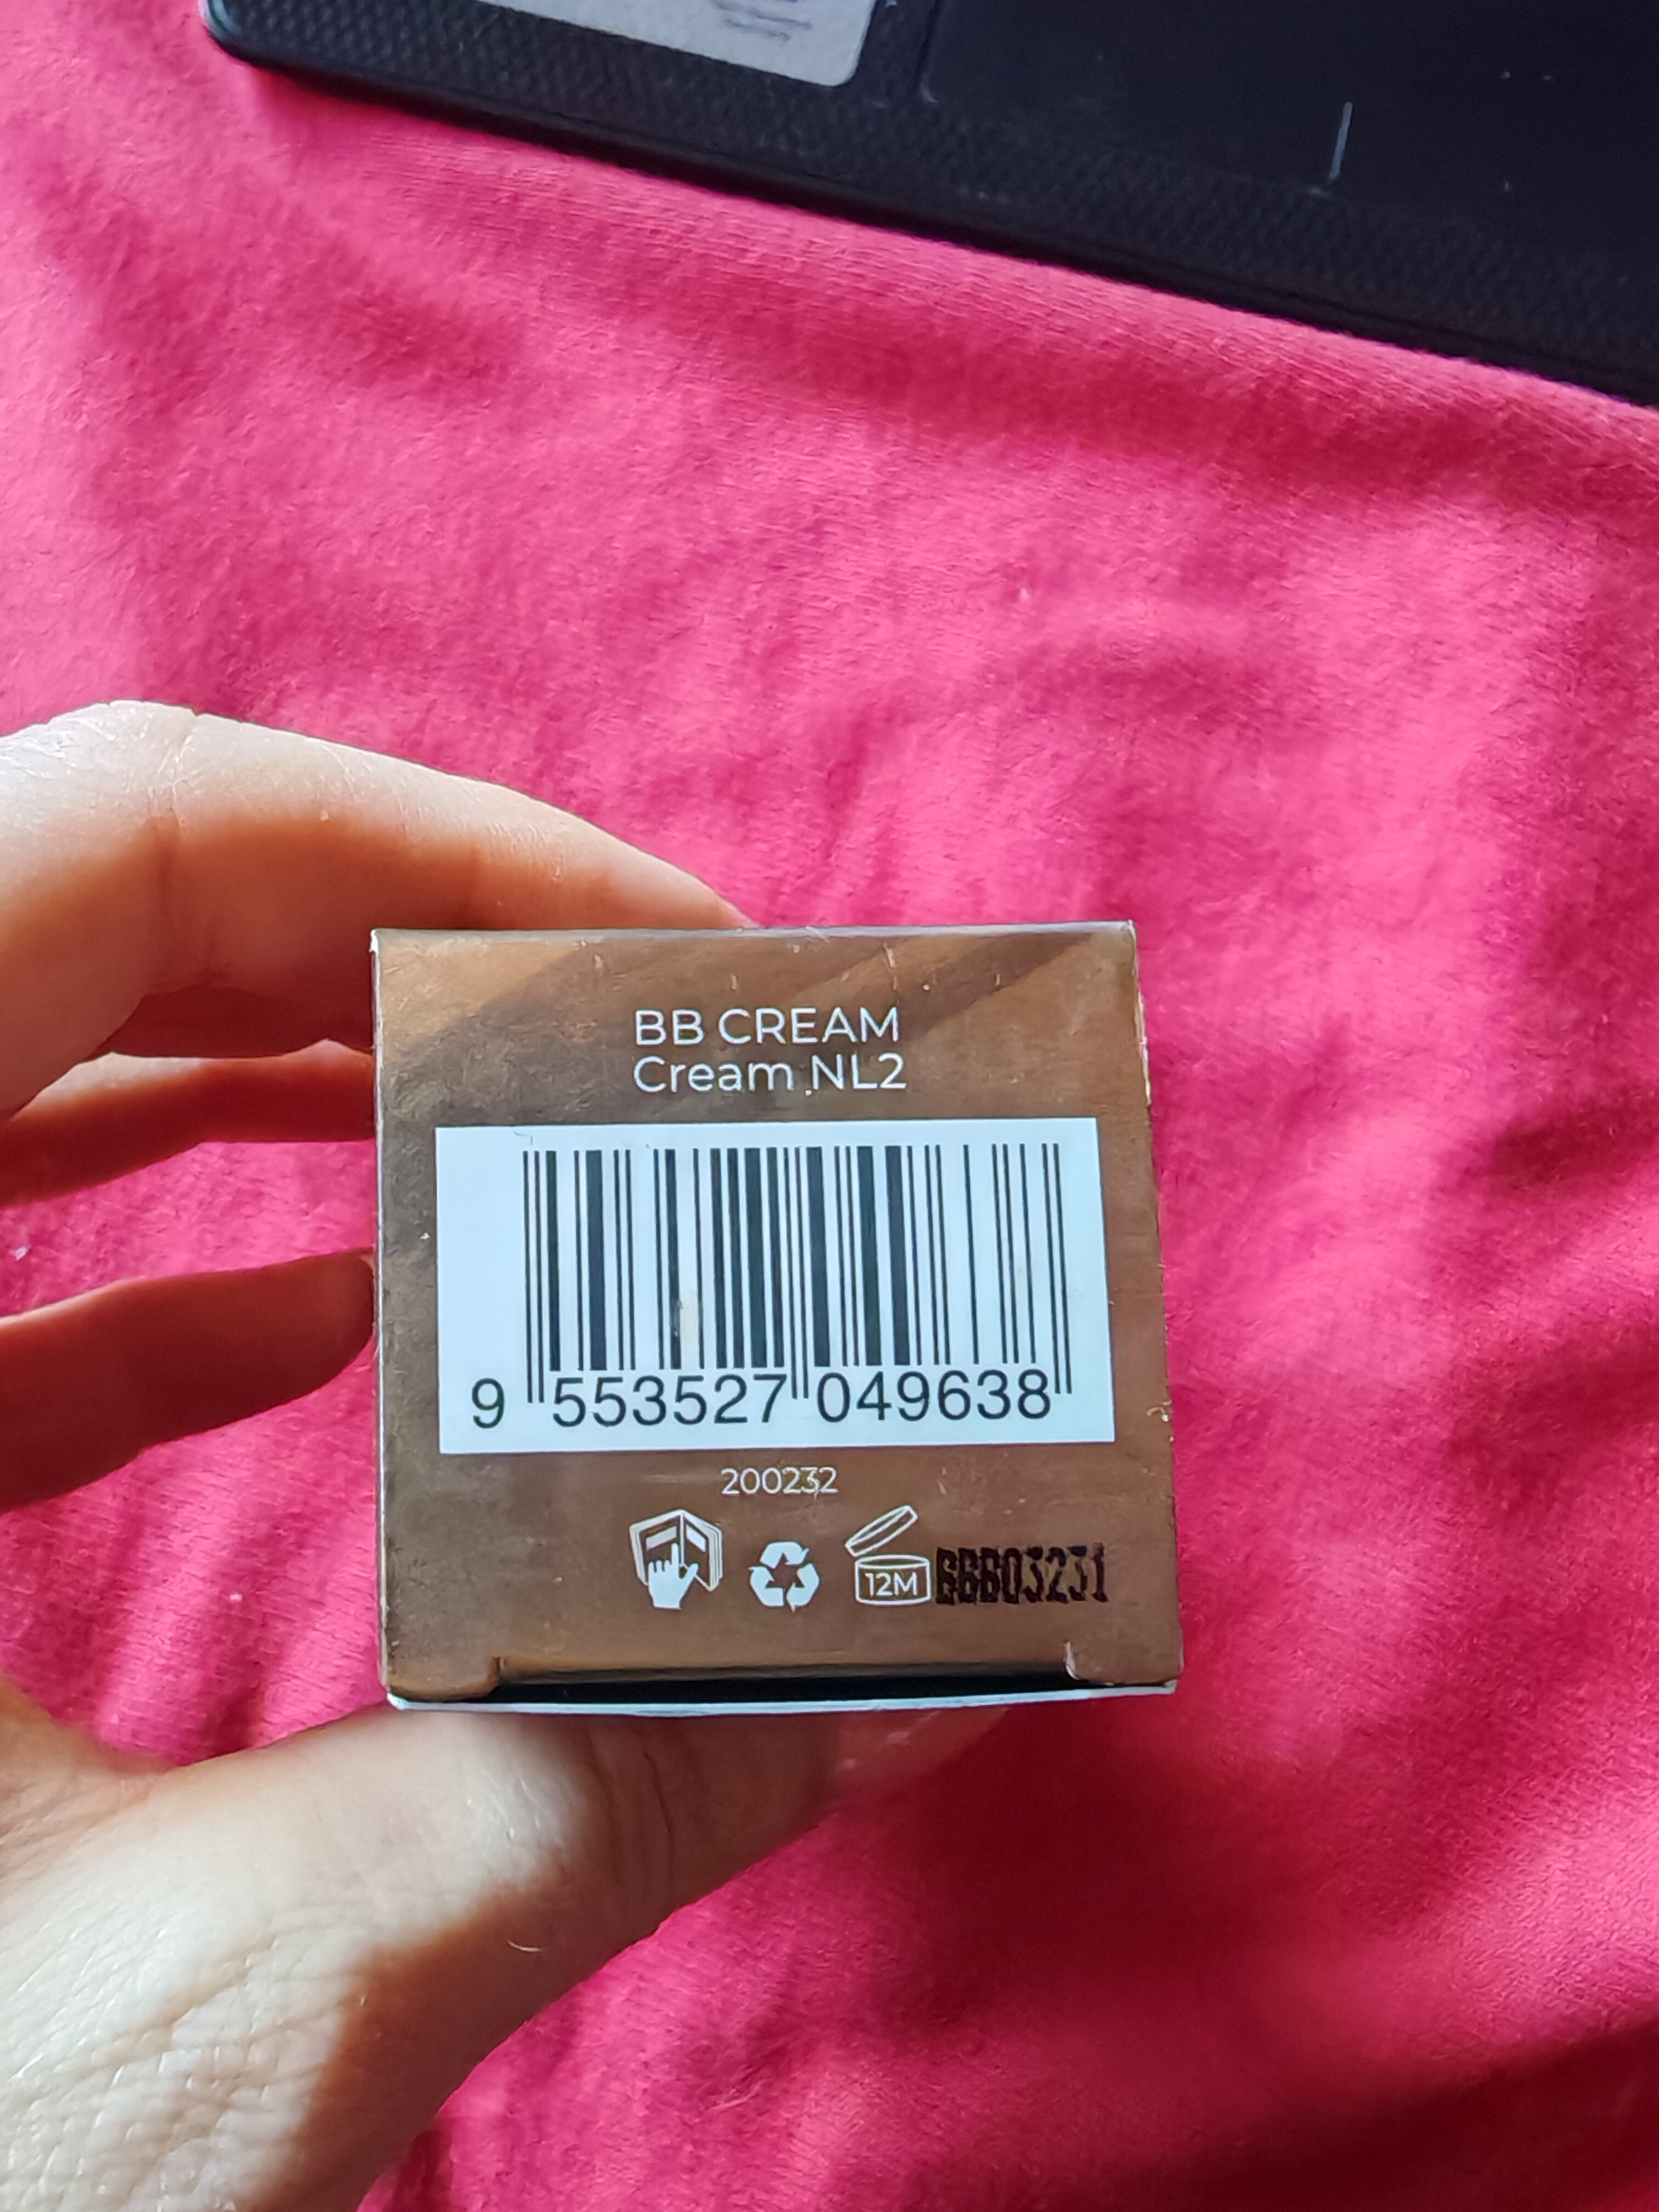 BB CREAM
Cream NL2
9 553527 049638
200232
12M
BBB03231